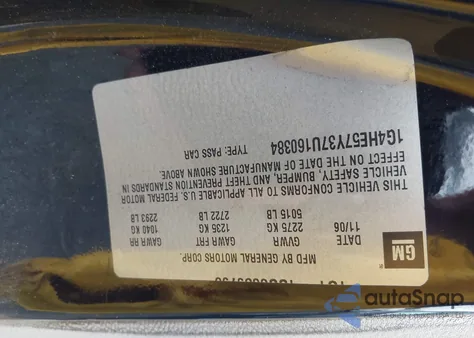 MFD BY GENERAL MOTORS CORP.
GM
DATE GVWR GAWR FRT GAWR RR
11/06 2275 KG 1235 KG 1040 KG
5015 LB 2722 LB 2293 LB
THIS VEHICLE CONFORMS TO ALL APPLICABLE U.S. FEDERAL MOTOR
VEHICLE SAFETY, BUMPER, AND THEFT PREVENTION STANDARDS IN
EFFECT ON THE DATE OF MANUFACTURE SHOWN ABOVE.
1G4HE57Y37U160384 TYPE: PASS CAR
autoSnap